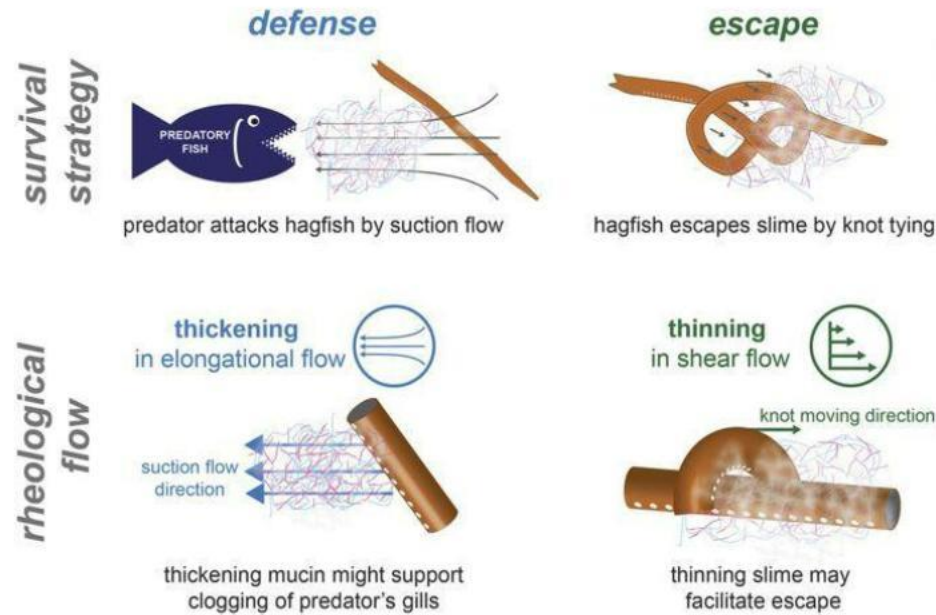 defense
escape
survival
strategy
PREDATORY
FISH
predator attacks hagfish by suction flow
hagfish escapes slime by knot tying
rheological
flow
thickening
in elongational flow
thinning
in shear flow
suction flow
direction
knot moving direction
thickening mucin might support
clogging of predator's gills
thinning slime may
facilitate escape